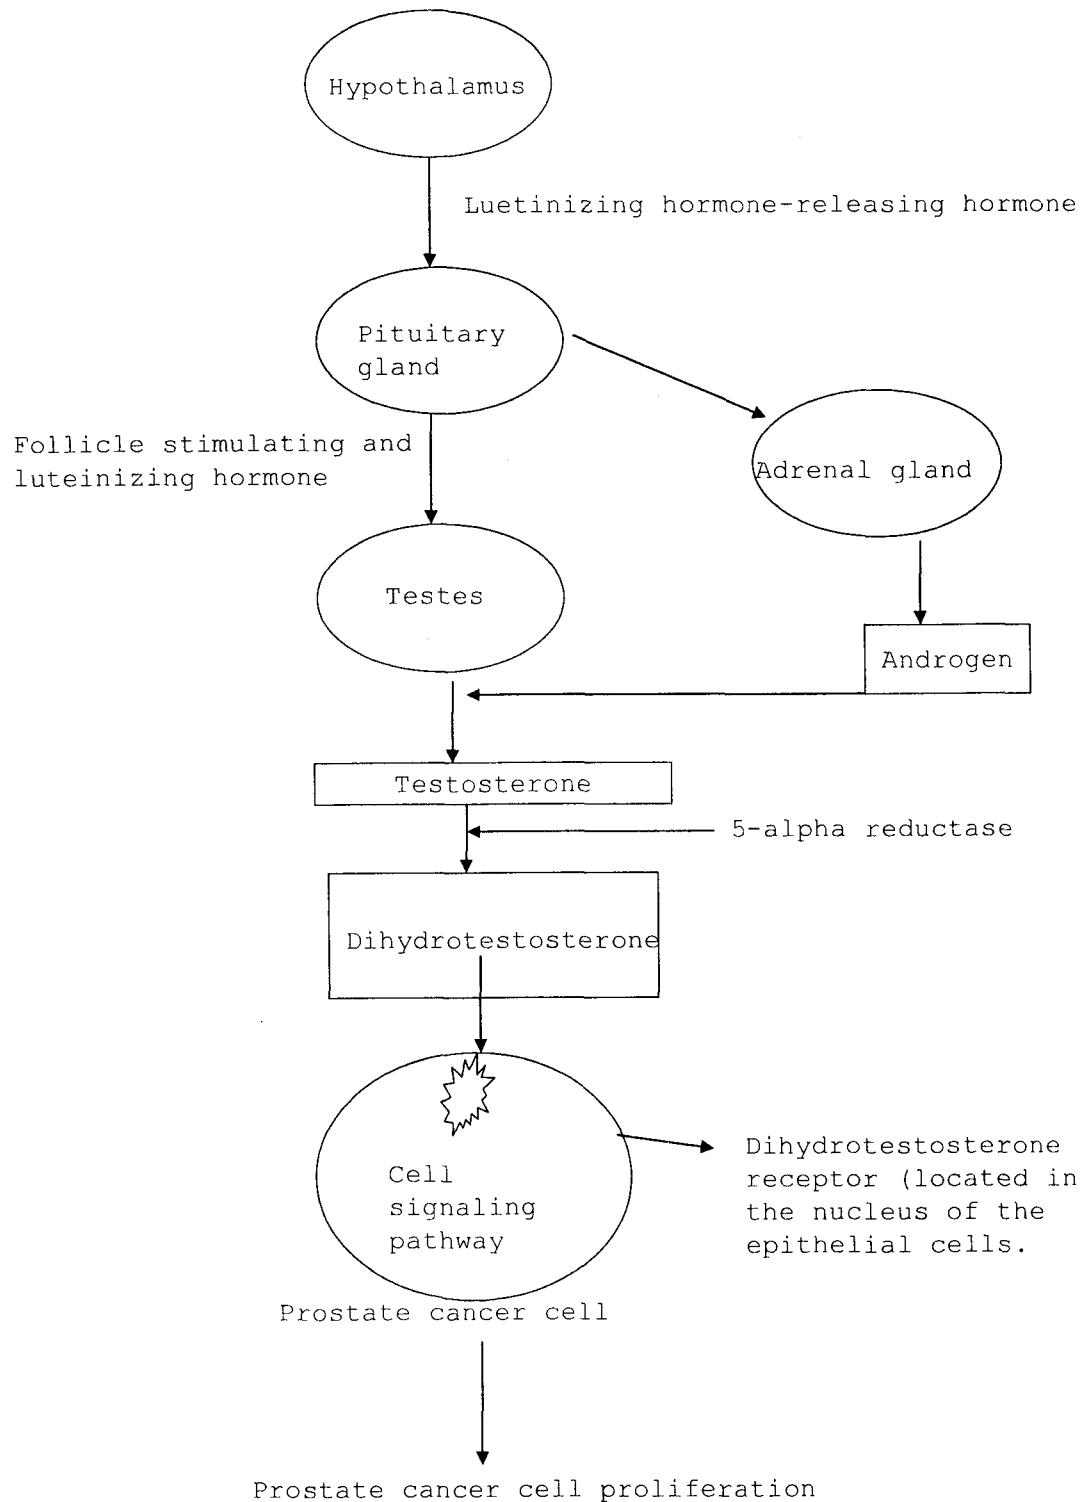 Hypothalamus
Luetinizing hormone-releasing hormone
Pituitary
gland
Follicle stimulating and
luteinizing hormone
Adrenal gland
Testes
Androgen
Testosterone
5-alpha reductase
Dihydrotestosterone
Cell
signaling
pathway
Dihydrotestosterone
receptor (located in
the nucleus of the
epithelial cells.
Prostate cancer cell
Prostate cancer cell proliferation